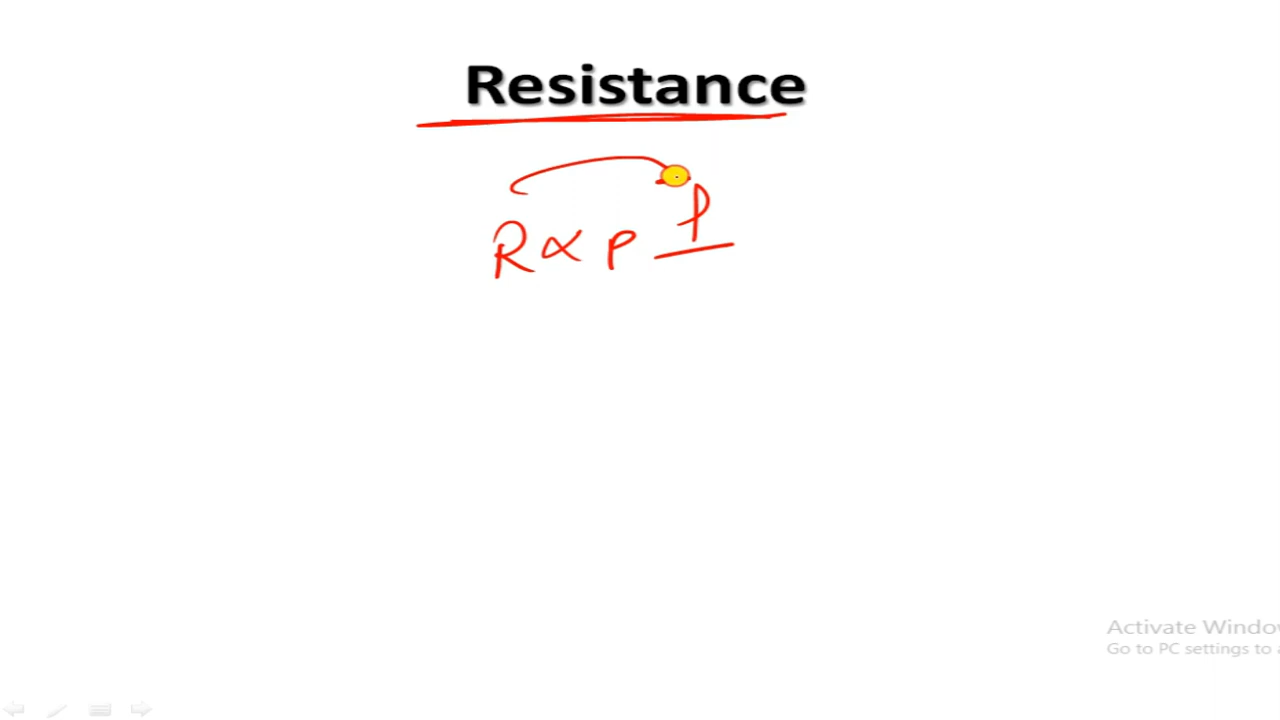 Resistance
R ∝ ρ l
Activate Windo
Go to PC settings to a